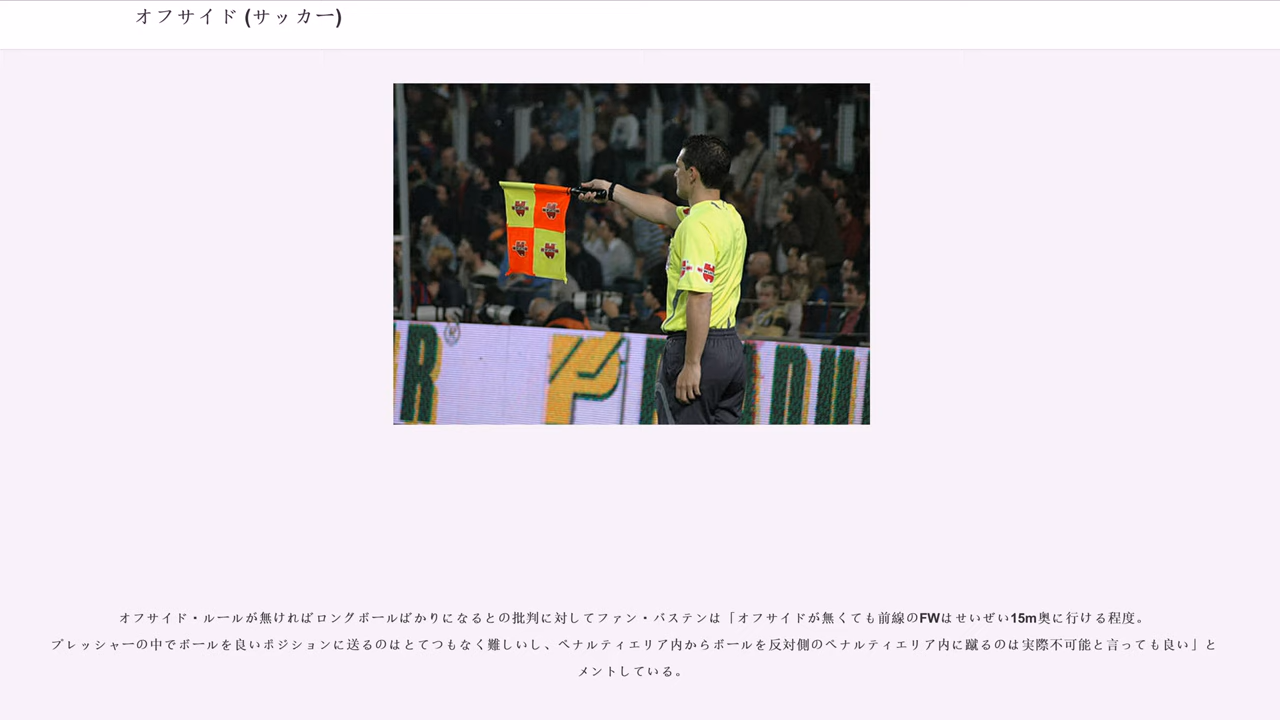 オフサイド (サッカー)
オフサイド・ルールが無ければロングボールばかりになるとの批判に対してファン・バステンは「オフサイドが無くても前線のFWはせいぜい15m奥に行ける程度。
プレッシャーの中でボールを良いポジションに送るのはとてつもなく難しいし、ペナルティエリア内からボールを反対側のペナルティエリア内に蹴るのは実際不可能と言っても良い」と
メントしている。